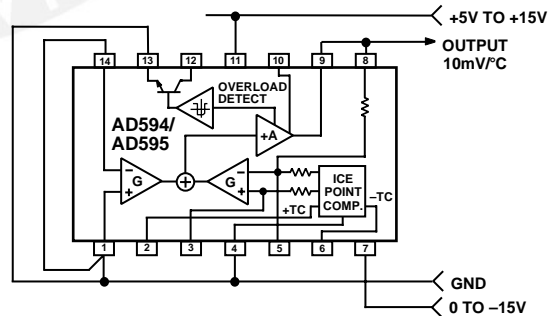 +5V TO +15V
OUTPUT
10mV/°C
14
13
12
11
10
9
8
OVERLOAD
DETECT
AD594/
AD595
+A
–
+
G
G
–
+
ICE
POINT
COMP.
+TC
–TC
1
2
3
4
5
6
7
GND
0 TO –15V